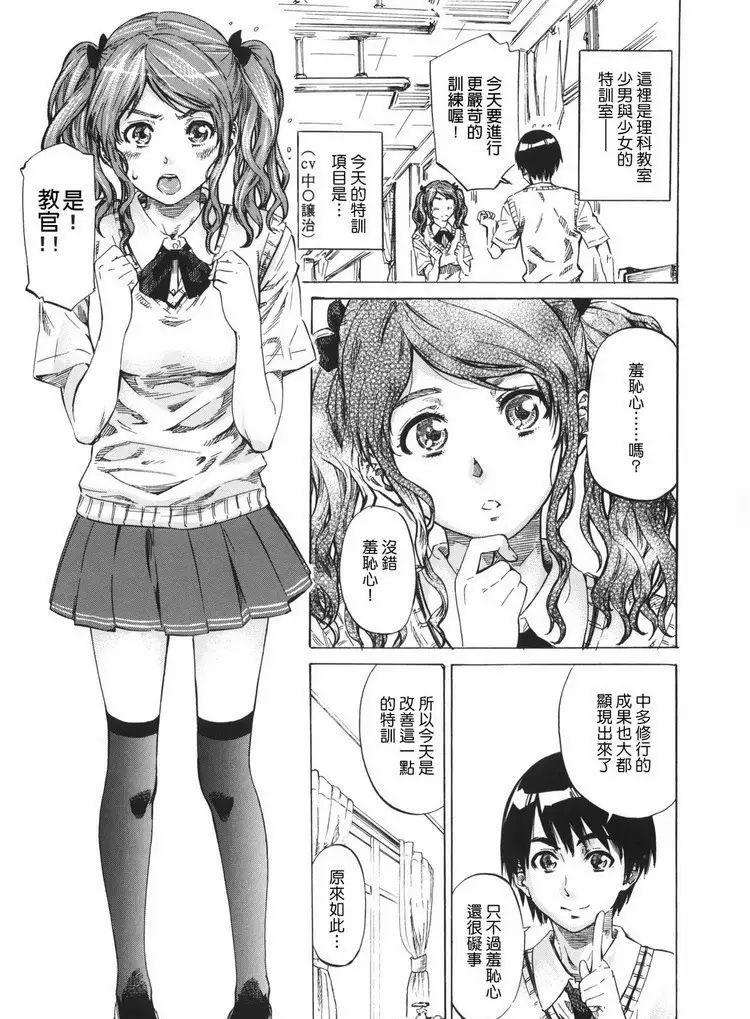 這裡是理科教室
少男與少女的
特訓室──
今天要進行
更嚴苛的
訓練喔！
今天的特訓
項目是…
（cv中〇讓治）
是！
教官！！
羞恥心……嗎？
沒錯
羞恥心！
中多修行的
成果也大都
顯現出來了
只不過羞恥心
還很礙事
所以今天是
改善這一點
的特訓
原來如此…